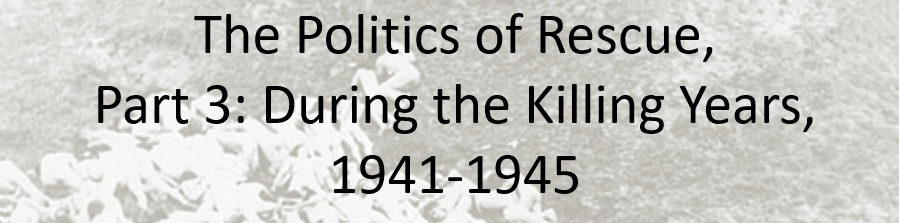 The Politics of Rescue,
Part 3: During the Killing Years,
1941-1945